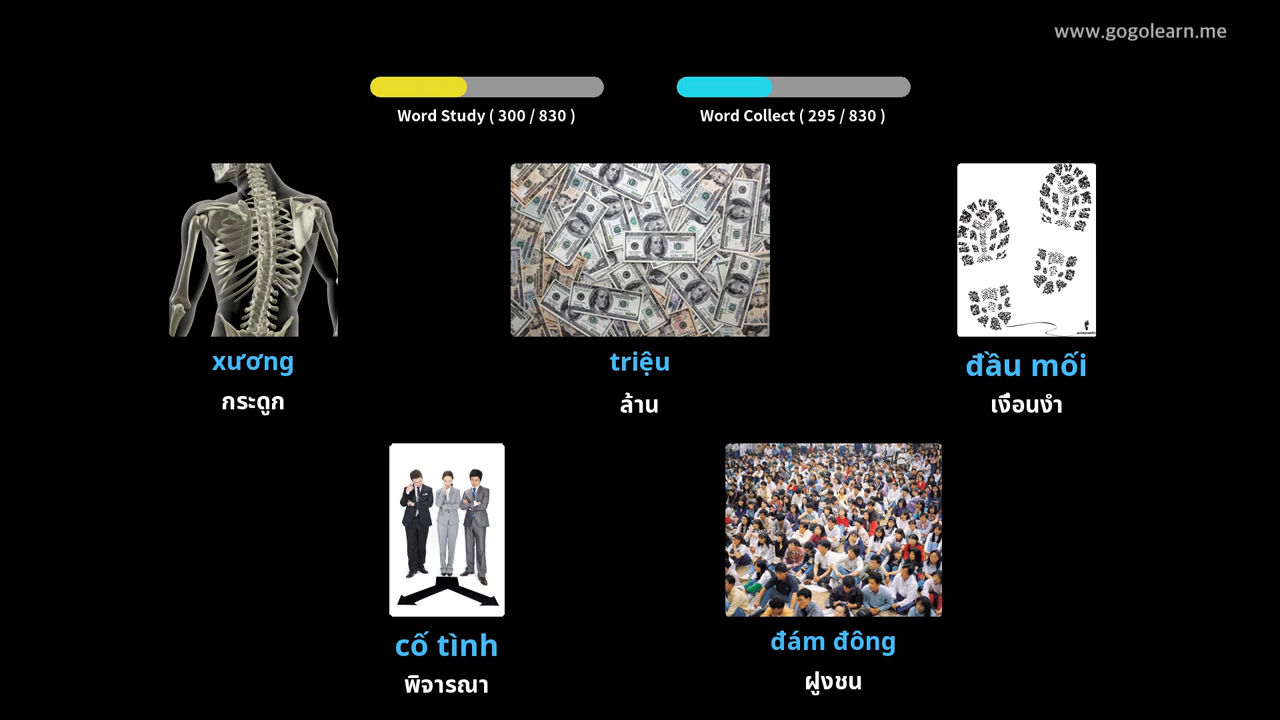 www.gogolearn.me
Word Study ( 300 / 830 )
Word Collect ( 295 / 830 )
xương
triệu
đầu mối
กระดูก
ล้าน
เงื่อนงำ
cố tình
đám đông
พิจารณา
ฝูงชน